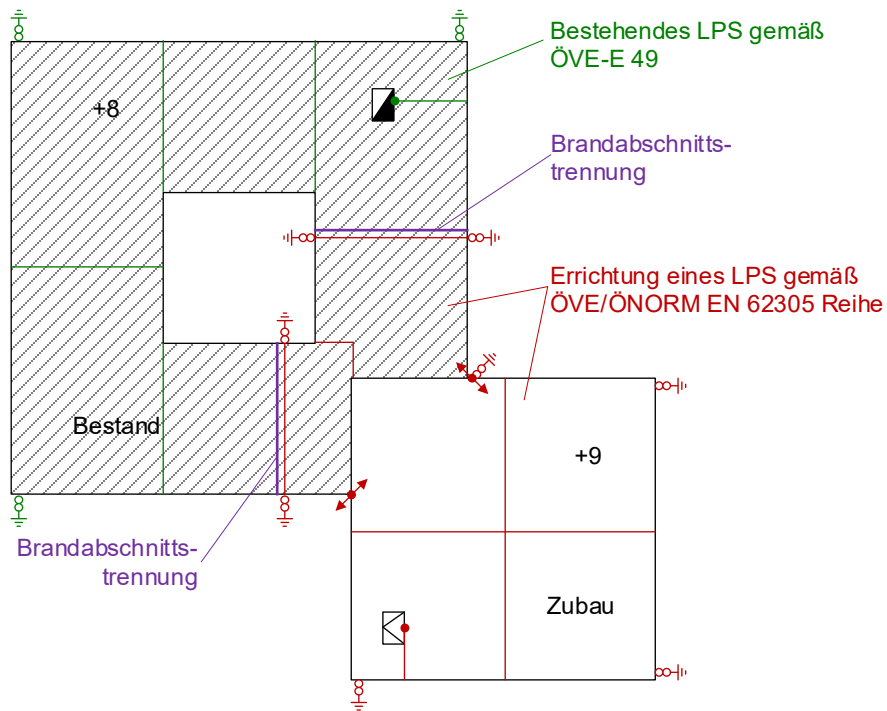 Bestehendes LPS gemäß
ÖVE-E 49
+8
Brandabschnitts-
trennung
Errichtung eines LPS gemäß
ÖVE/ÖNORM EN 62305 Reihe
Bestand
+9
Brandabschnitts-
trennung
Zubau